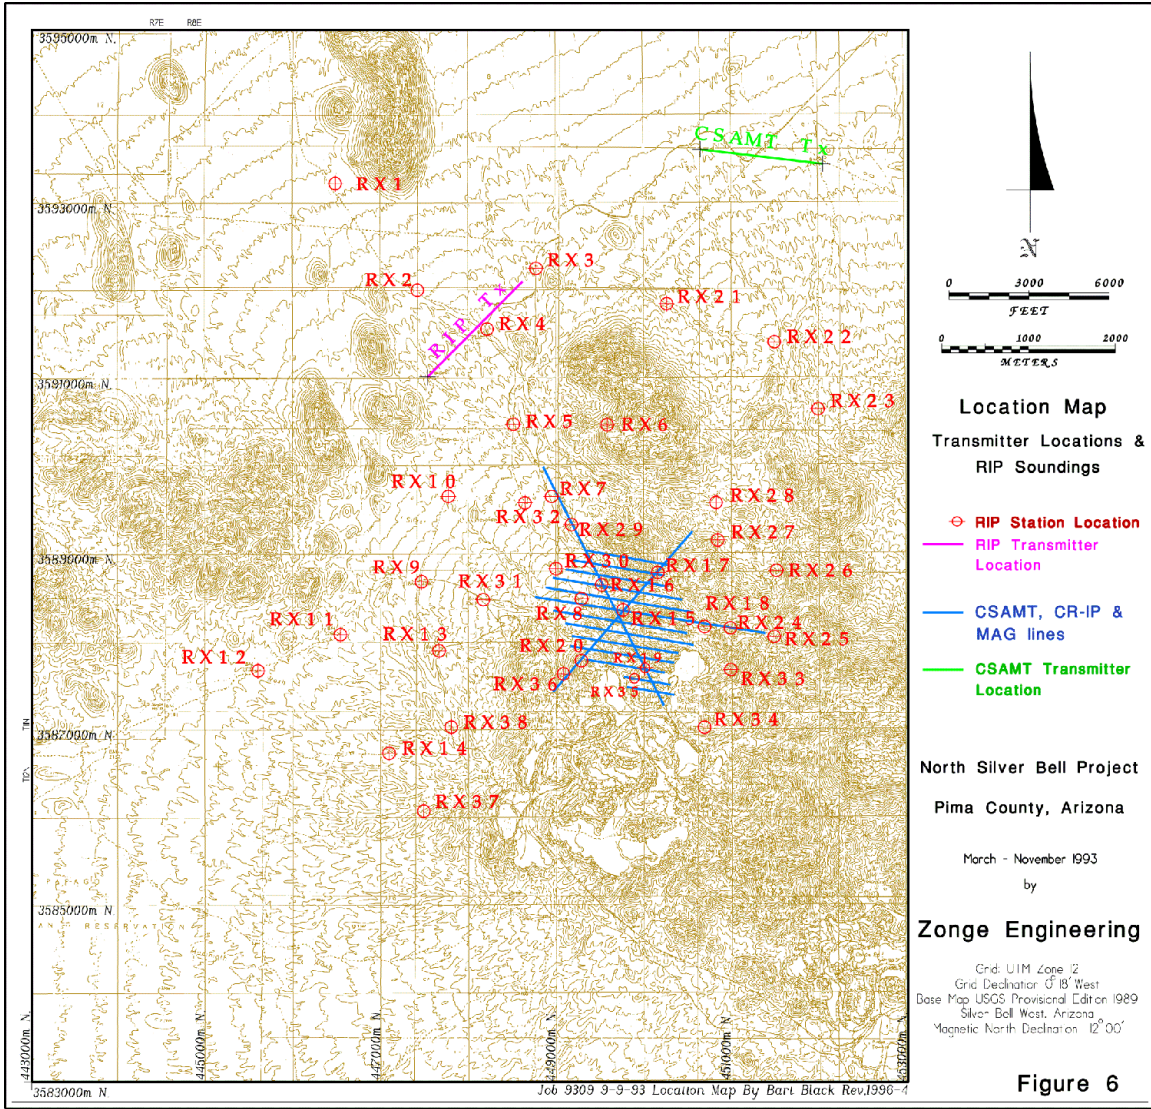 R7E R8E
3595000m N.
CSAMT Tx
RX1
3593000m N.
RX3
RX2
RX21
RIP Tx
RX4
RX22
3591000m N.
RX23
RX5
RX6
RX10
RX7
RX28
RX32
RX29
RX27
3589000m N.
RX30
RX17
RX26
RX9
RX31
RX16
RX8
RX18
RX11
RX15
RX24
RX13
RX25
RX12
RX20
RX19
RX36
RX35
RX33
RX38
RX34
3587000m N.
RX14
RX37
3585000m N.
RESERVATION
447000m N.
449000m N.
451000m N.
453000m N.
3583000m N.
Job 9309 9-9-93 Location Map By Bart Black Rev.1996-4
N
0 3000 6000
FEET
0 1000 2000
METERS
Location Map
Transmitter Locations &
RIP Soundings
RIP Station Location
RIP Transmitter
Location
CSAMT, CR-IP &
MAG lines
CSAMT Transmitter
Location
North Silver Bell Project
Pima County, Arizona
March - November 1993
by
Zonge Engineering
Grid: UTM Zone 12
Grid Declination 0° 18' West
Base Map USGS Provisional Edition 1989
Silver Bell West, Arizona
Magnetic North Declination 12° 00'
Figure 6